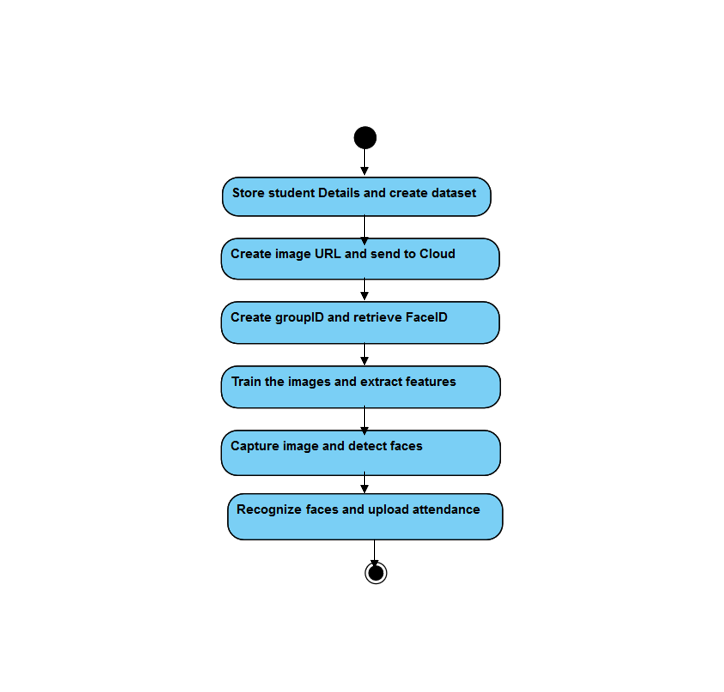 Store student Details and create dataset
Create image URL and send to Cloud
Create groupID and retrieve FaceID
Train the images and extract features
Capture image and detect faces
Recognize faces and upload attendance